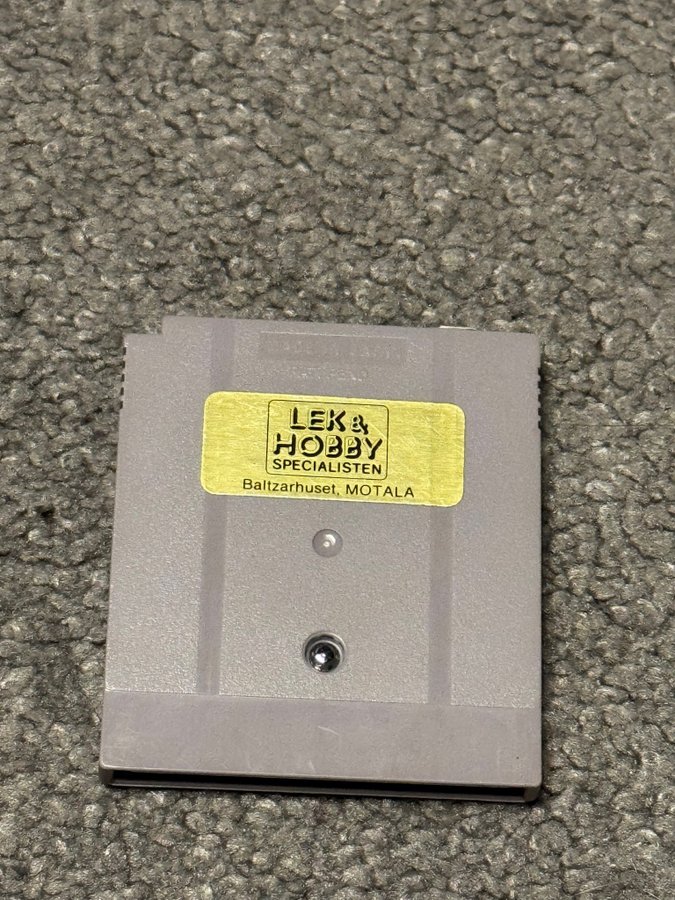 LEK &
HOBBY
SPECIALISTEN
Baltzarhuset, MOTALA